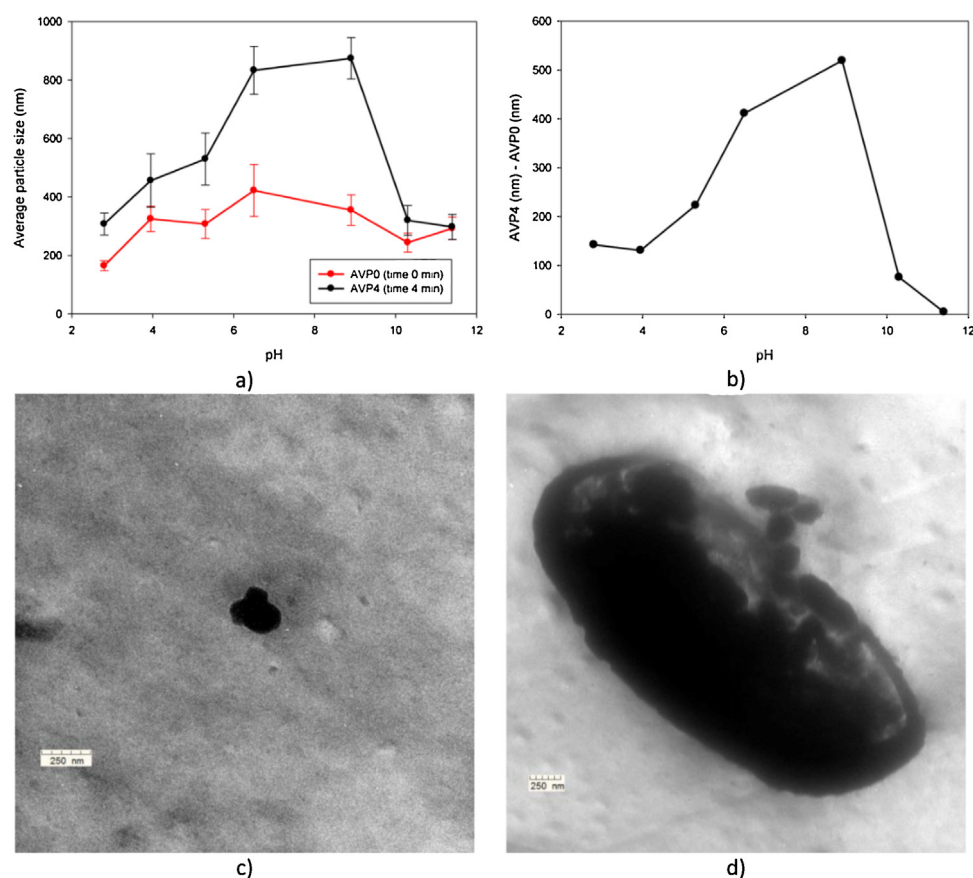 1000
800
600
400
200
0
Average particle size (nm)
AVP0 (time 0 min)
AVP4 (time 4 min)
2 4 6 8 10 12
pH
a)
600
500
400
300
200
100
0
AVP4 (nm) - AVP0 (nm)
2 4 6 8 10 12
pH
b)
250 nm
c)
250 nm
d)